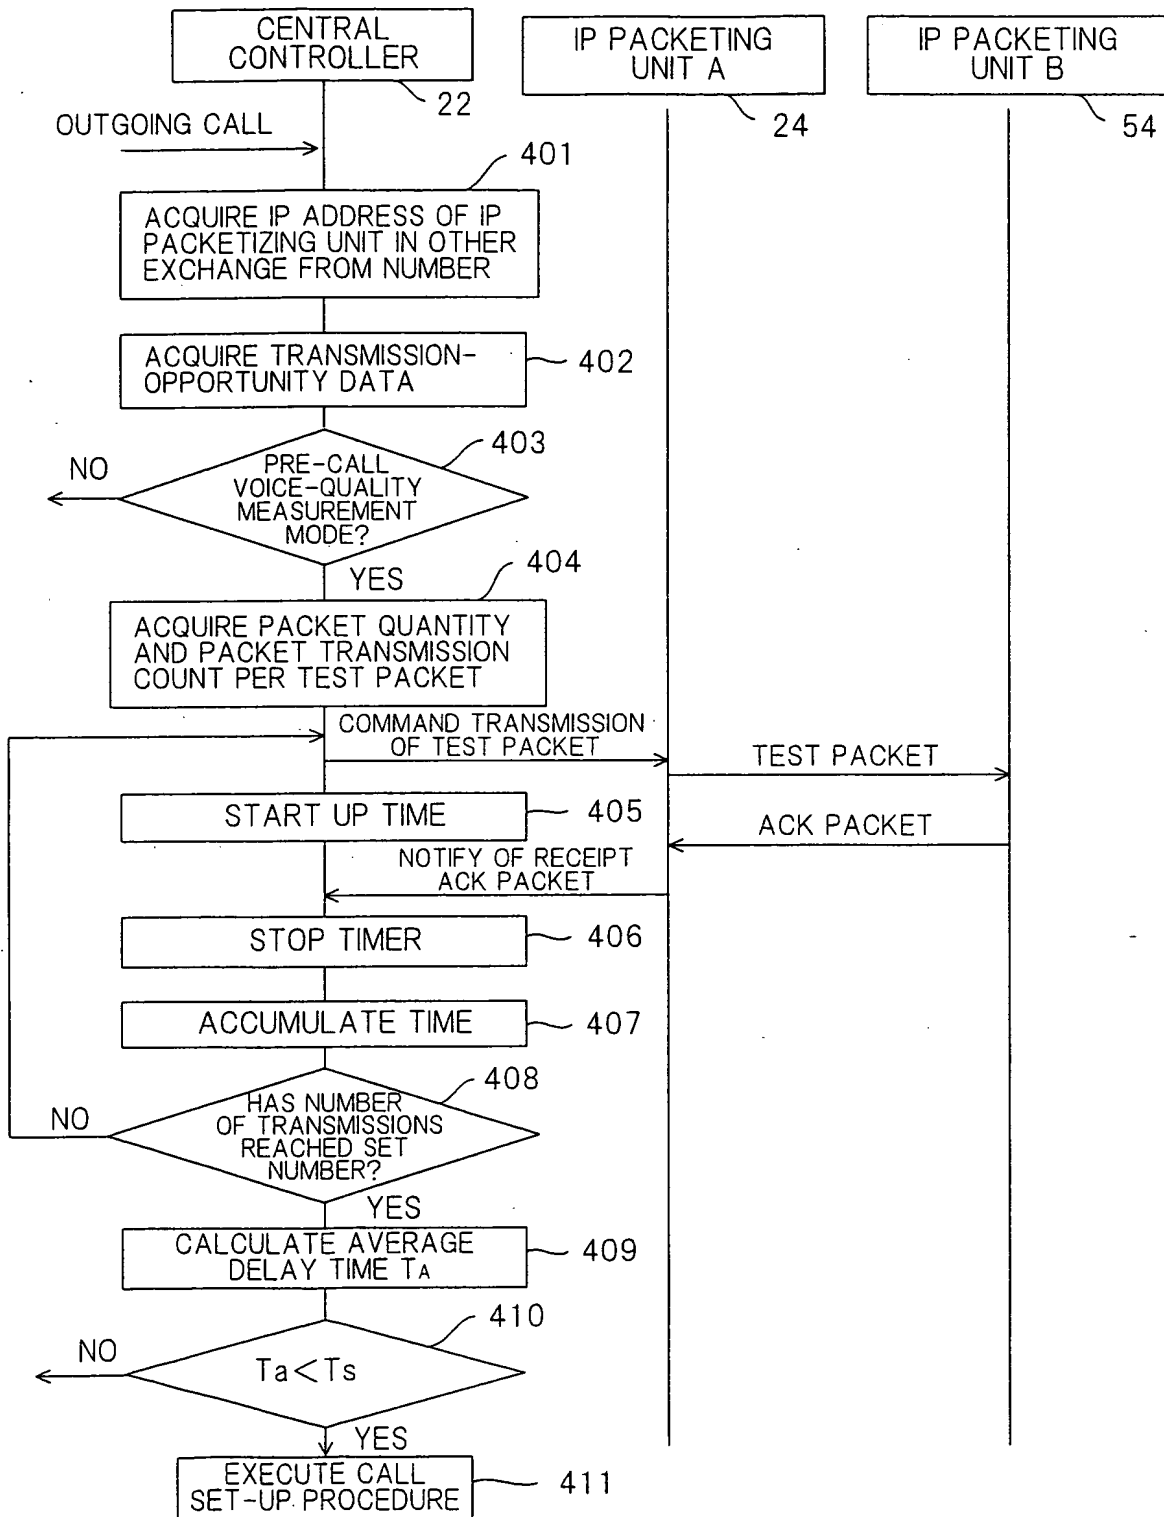 CENTRAL
CONTROLLER
22
IP PACKETING
UNIT A
24
IP PACKETING
UNIT B
54
OUTGOING CALL
401
ACQUIRE IP ADDRESS OF IP
PACKETIZING UNIT IN OTHER
EXCHANGE FROM NUMBER
ACQUIRE TRANSMISSION-
OPPORTUNITY DATA
402
403
NO
PRE-CALL
VOICE-QUALITY
MEASUREMENT
MODE?
YES
404
ACQUIRE PACKET QUANTITY
AND PACKET TRANSMISSION
COUNT PER TEST PACKET
COMMAND TRANSMISSION
OF TEST PACKET
TEST PACKET
START UP TIME
405
ACK PACKET
NOTIFY OF RECEIPT
ACK PACKET
STOP TIMER
406
ACCUMULATE TIME
407
408
NO
HAS NUMBER
OF TRANSMISSIONS
REACHED SET
NUMBER?
YES
CALCULATE AVERAGE
DELAY TIME TA
409
410
NO
Ta<Ts
YES
EXECUTE CALL
SET-UP PROCEDURE
411